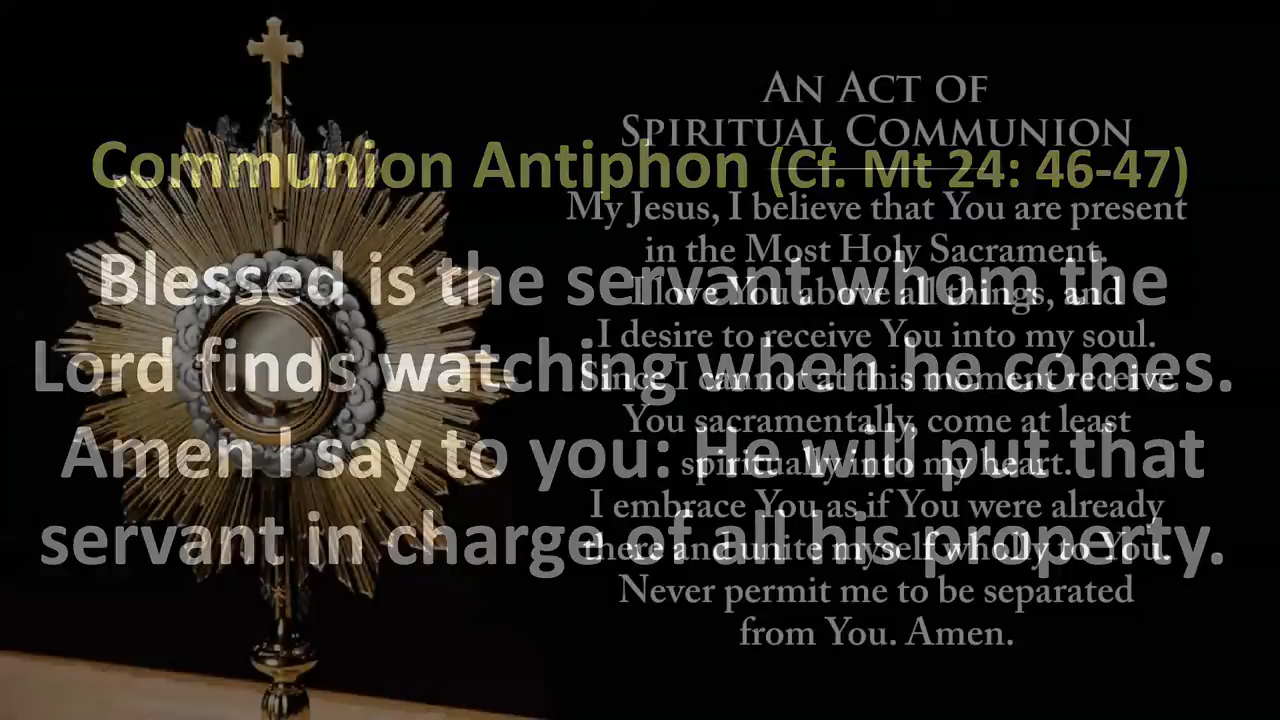 Communion Antiphon (Cf. Mt 24: 46-47)
Blessed is the servant whom the
Lord finds watching when he comes.
Amen I say to you: He will put that
servant in charge of all his property.
AN ACT OF
SPIRITUAL COMMUNION
My Jesus, I believe that You are present
in the Most Holy Sacrament.
I love You above all things, and
I desire to receive You into my soul.
Since I cannot at this moment receive
You sacramentally, come at least
spiritually into my heart.
I embrace You as if You were already
there and unite myself wholly to You.
Never permit me to be separated
from You. Amen.